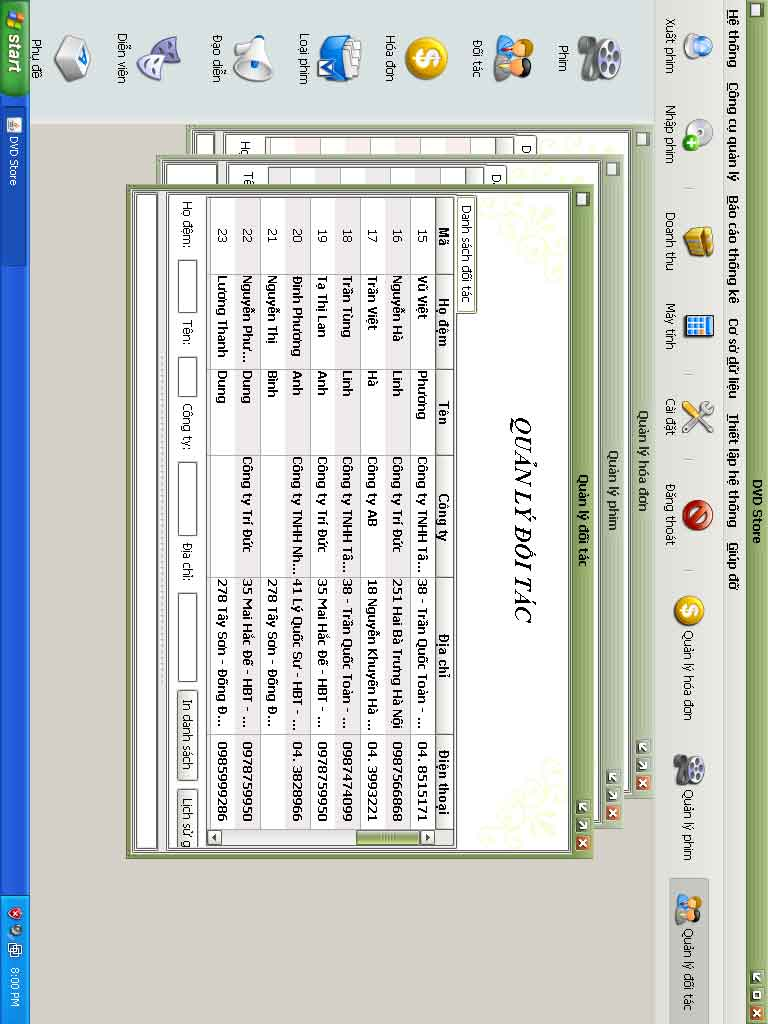 DVD Store
Hệ thống Công cụ quản lý Báo cáo thống kê Cơ sở dữ liệu Thiết lập hệ thống Giúp đỡ
Xuất phim Nhập phim Doanh thu Máy tính Cài đặt Đăng thoát Quản lý hóa đơn Quản lý phim Quản lý đối tác
Phim
Đối tác
Hóa đơn
Loại phim
Đạo diễn
Diễn viên
Phụ đề
Quản lý hóa đơn
Quản lý phim
Quản lý đối tác
QUẢN LÝ ĐỐI TÁC
Danh sách đối tác
Mã Họ đệm Tên Công ty Địa chỉ Điện thoại
15 Vũ Việt Phương Công ty TNHH Tâ... 38 - Trần Quốc Toản - ... 04. 8515171
16 Nguyễn Hà Linh Công ty Trí Đức 251 Hai Bà Trưng Hà Nội 0987566868
17 Trần Việt Hà Công ty AB 18 Nguyễn Khuyến Hà ... 04. 3993221
18 Trần Tùng Linh Công ty TNHH Tâ... 38 - Trần Quốc Toản - ... 0987474099
19 Tạ Thị Lan Anh Công ty Trí Đức 35 Mai Hắc Đế - HBT - ... 0978759950
20 Đinh Phương Anh Công ty TNHH Nh... 41 Lý Quốc Sư - HBT - ... 04. 3828966
21 Nguyễn Thị Bình 278 Tây Sơn - Đống Đ...
22 Nguyễn Phư... Dung Công ty Trí Đức 35 Mai Hắc Đế - HBT - ... 0978759950
23 Lương Thanh Dung 278 Tây Sơn - Đống Đ... 0985999286
Họ đệm: Tên: Công ty: Địa chỉ: In danh sách Lịch sử g
start DVD Store 8:00 PM